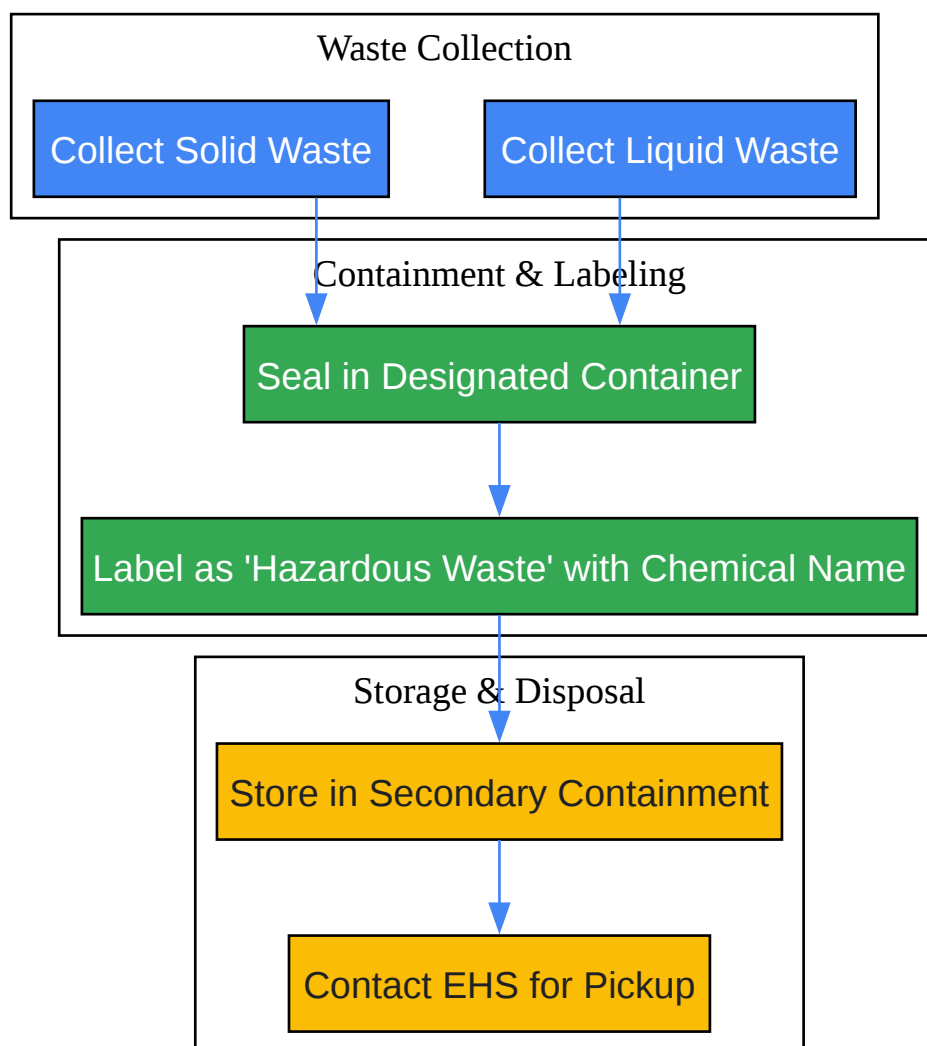 Waste Collection
Collect Solid Waste
Collect Liquid Waste
Containment & Labeling
Seal in Designated Container
Label as 'Hazardous Waste' with Chemical Name
Storage & Disposal
Store in Secondary Containment
Contact EHS for Pickup